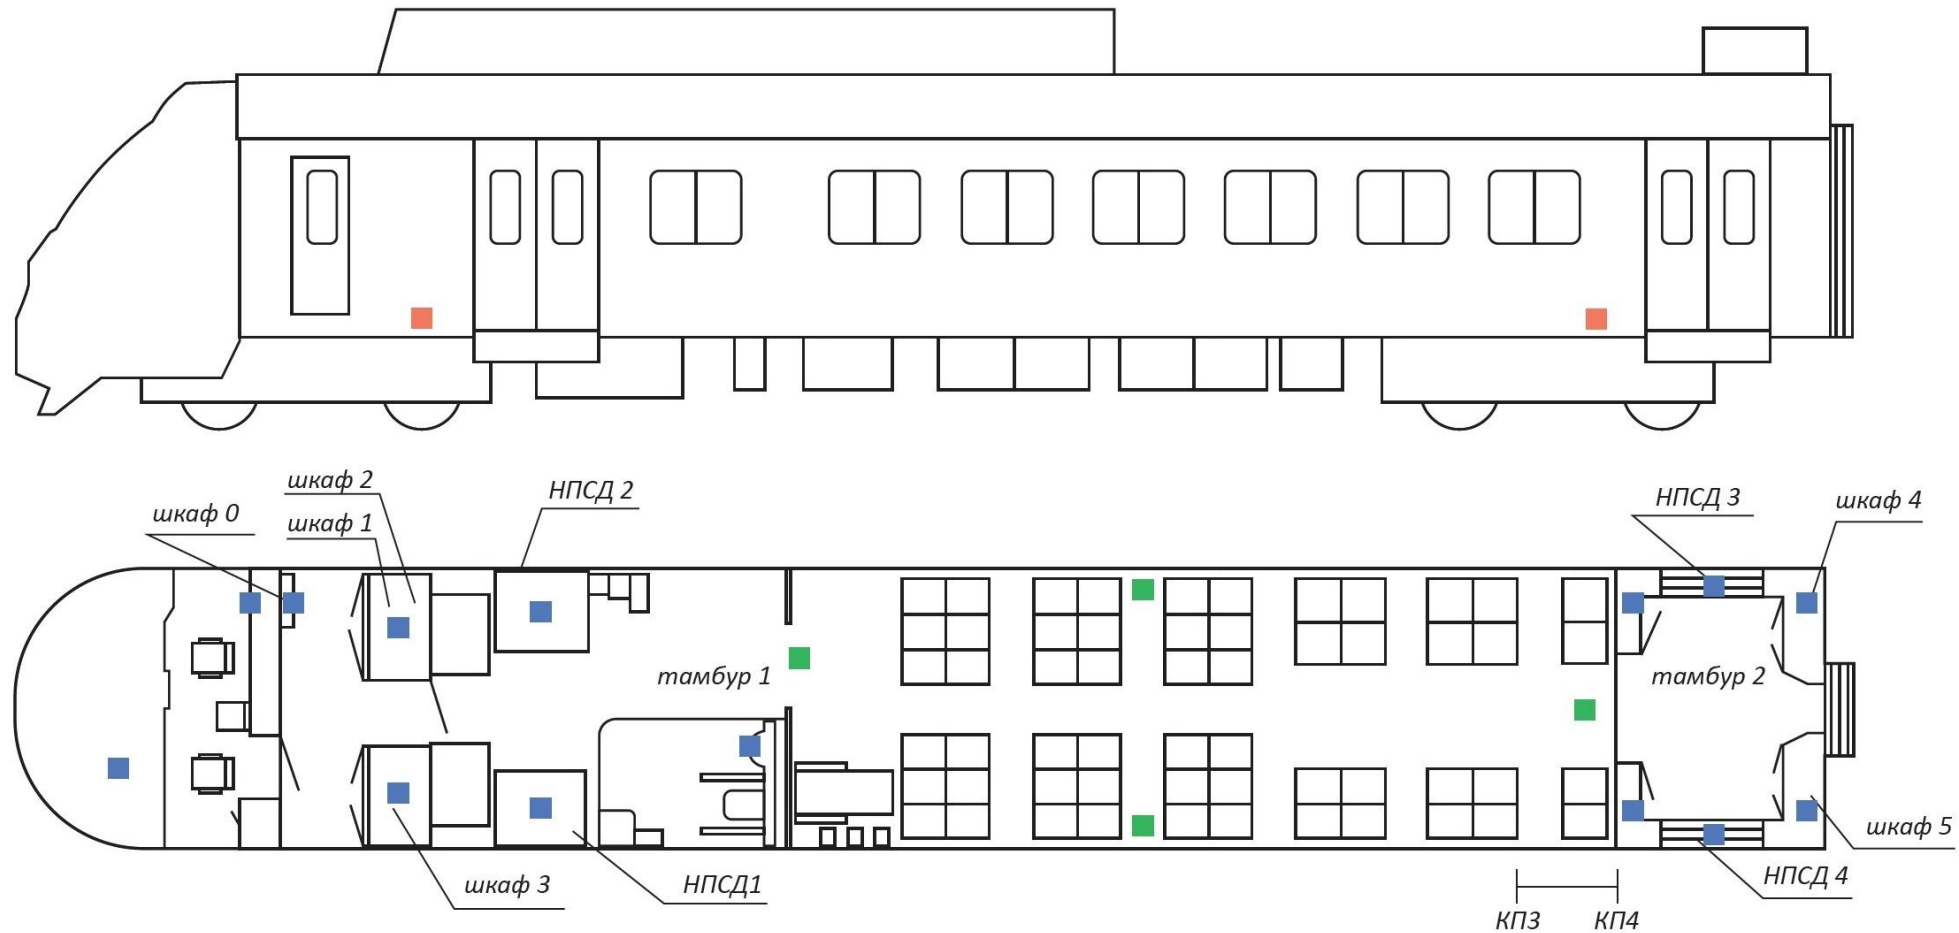 шкаф 2
НПСД 2
НПСД 3
шкаф 4
шкаф 0
шкаф 1
тамбур 1
тамбур 2
шкаф 5
шкаф 3
НПСД1
НПСД 4
КП3
КП4